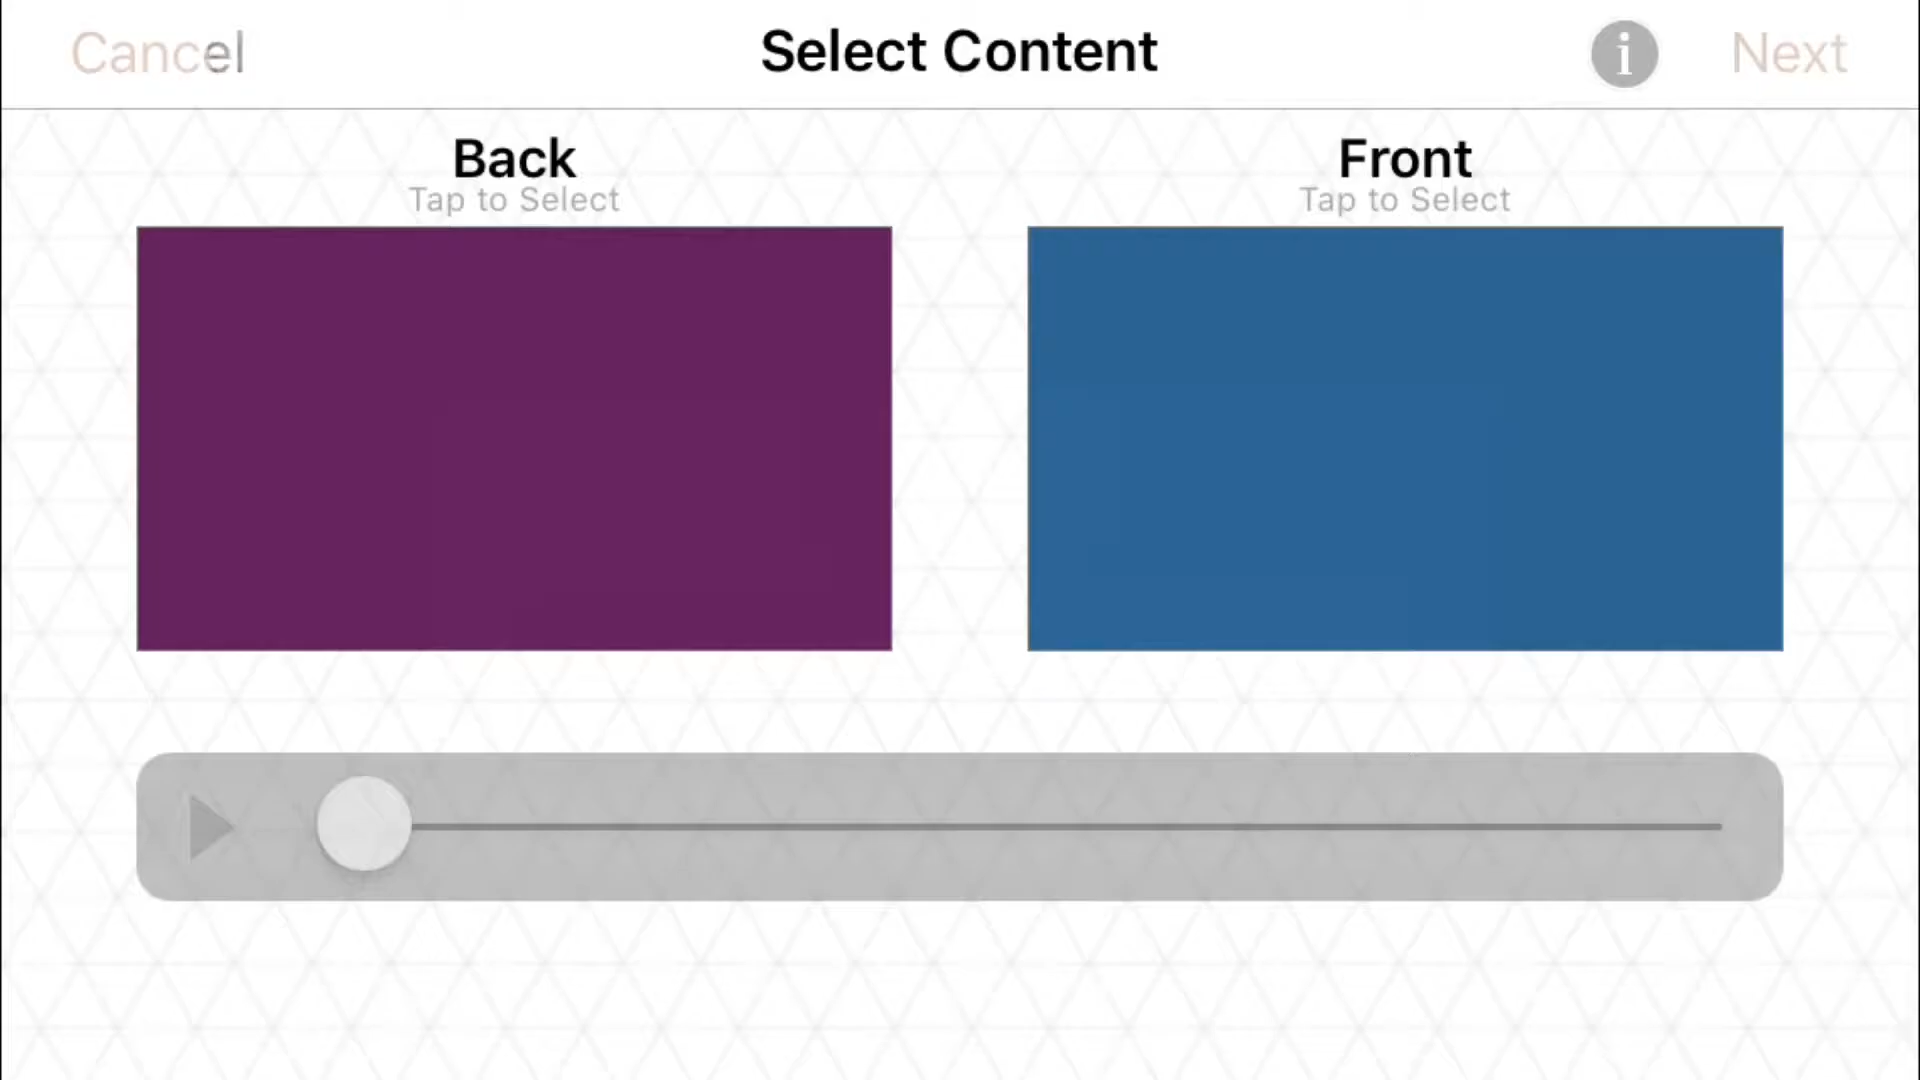 Cancel
Select Content
i
Next
Back
Front
Tap to Select
Tap to Select